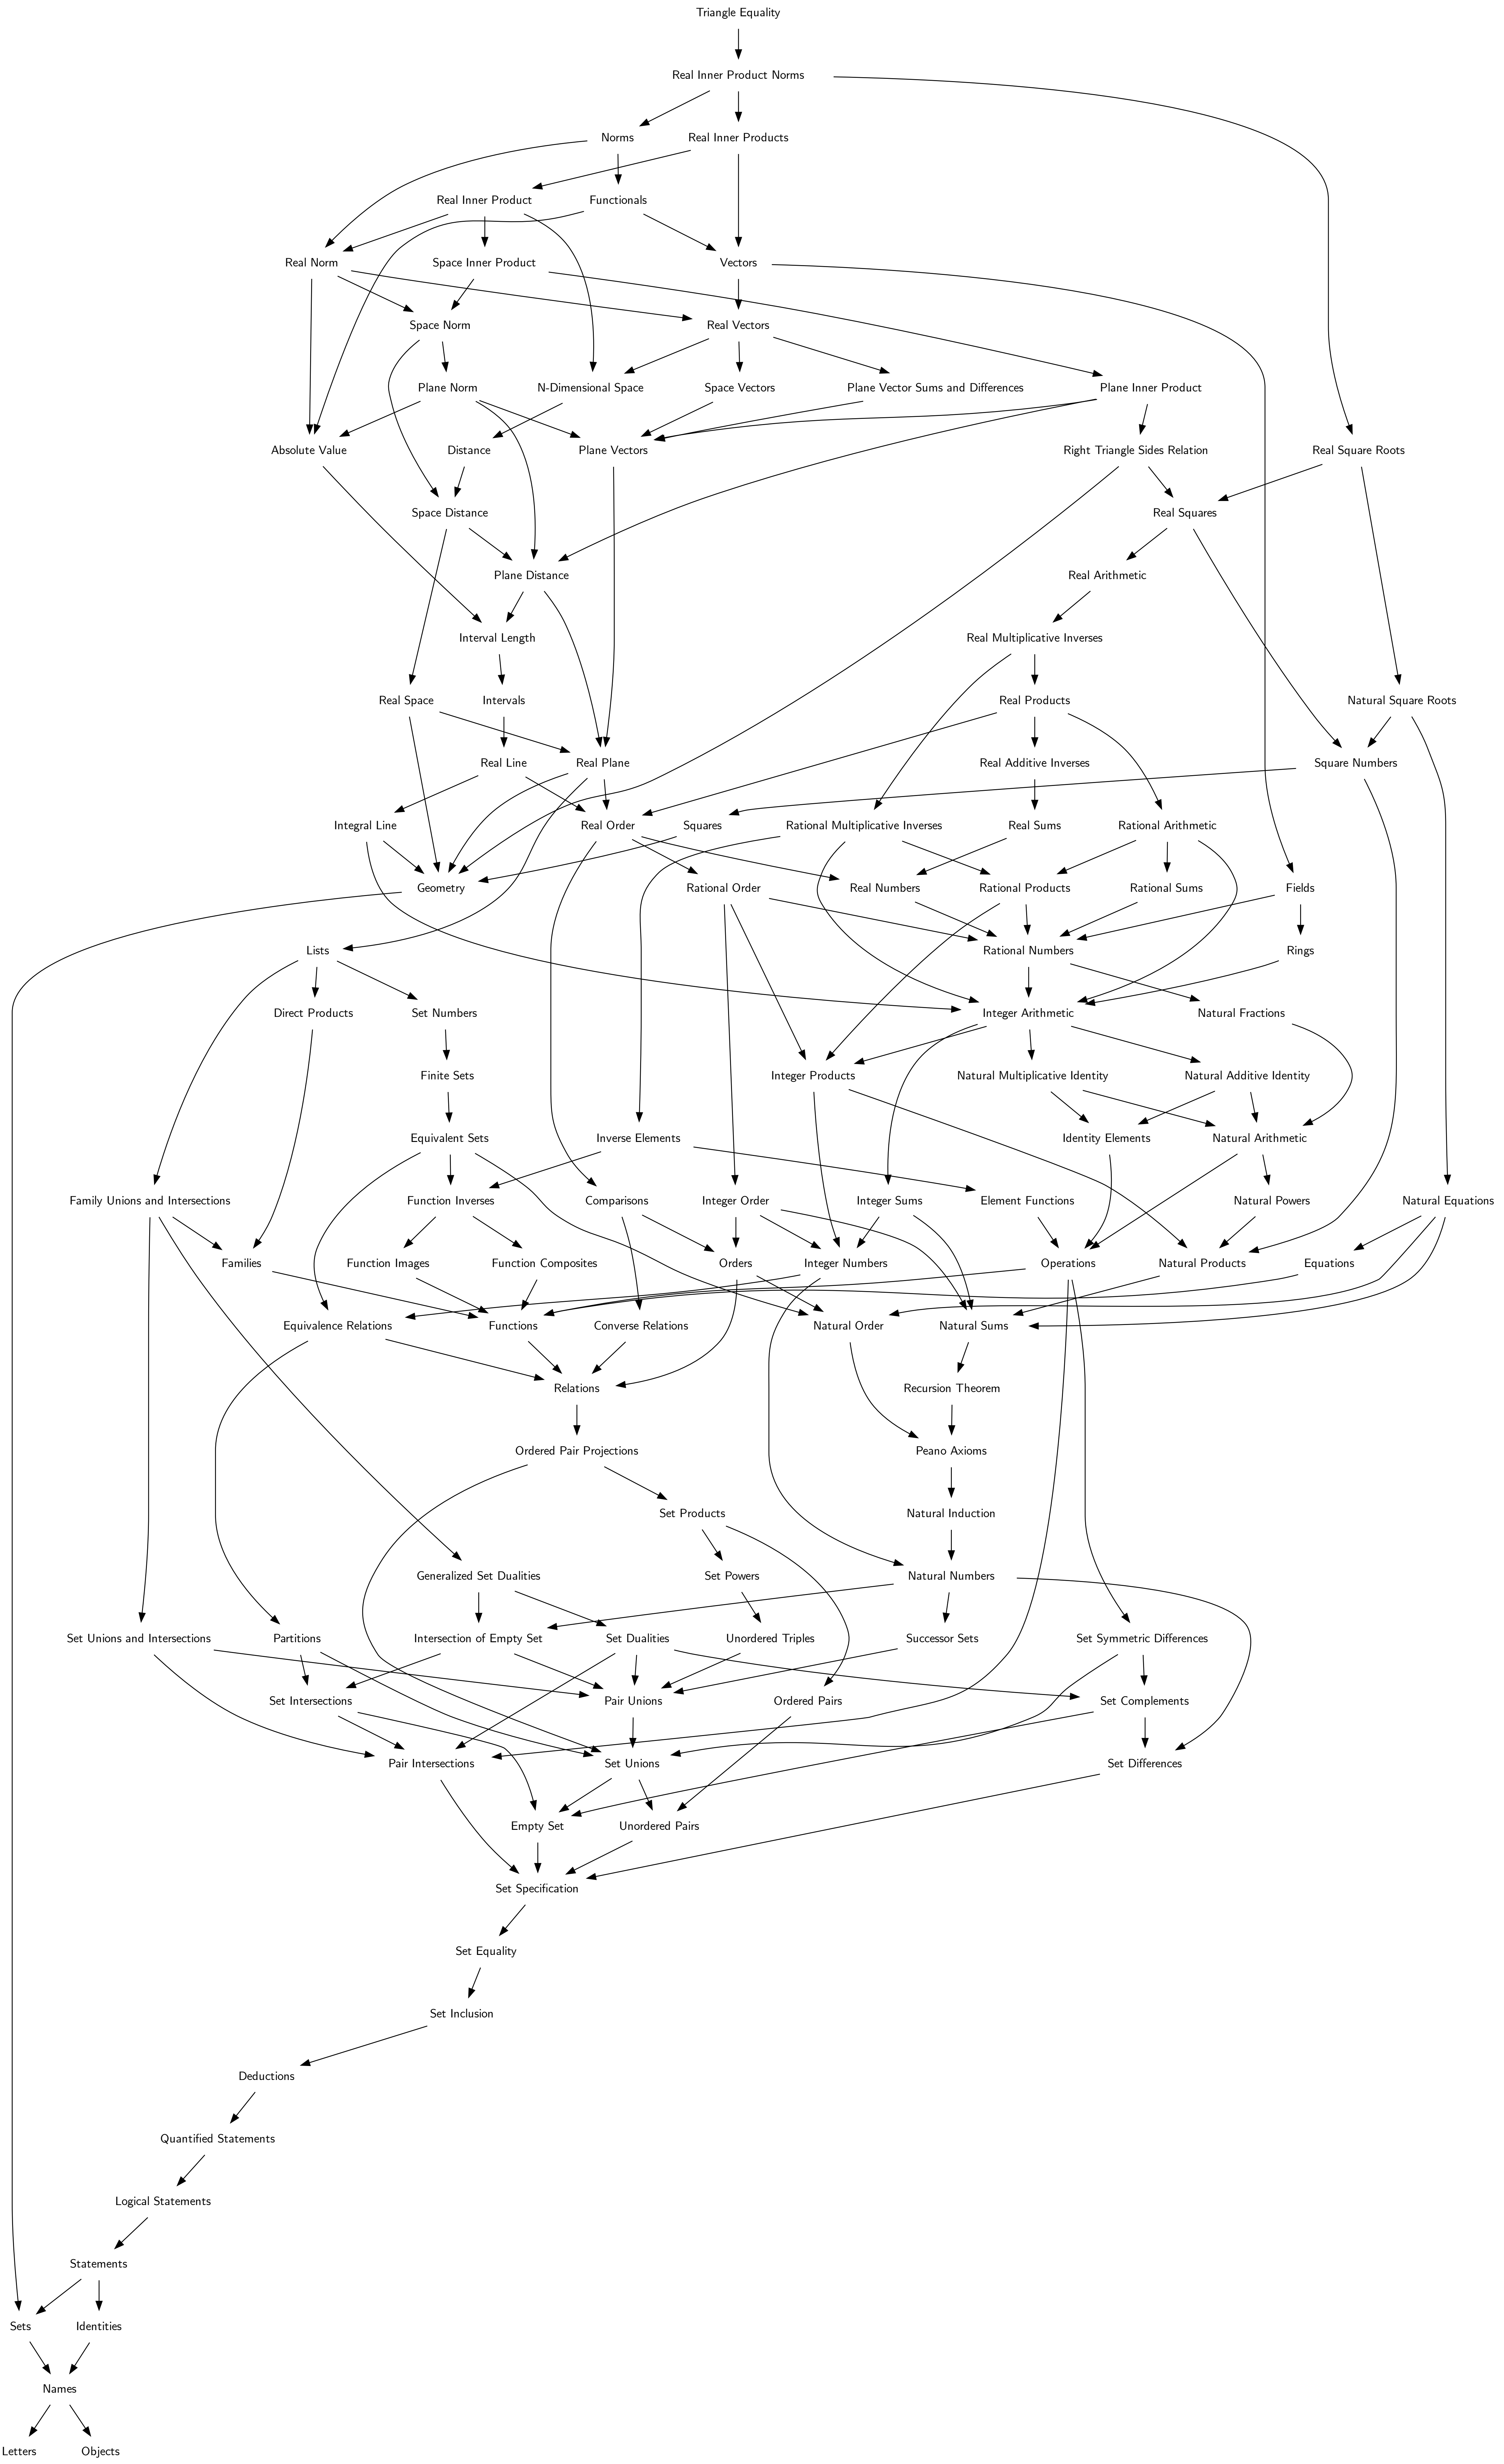 Triangle Equality
Real Inner Product Norms
Norms
Real Inner Products
Real Inner Product
Functionals
Real Norm
Space Inner Product
Vectors
Space Norm
Real Vectors
Plane Norm
N-Dimensional Space
Space Vectors
Plane Vector Sums and Differences
Plane Inner Product
Absolute Value
Distance
Plane Vectors
Right Triangle Sides Relation
Real Square Roots
Space Distance
Real Squares
Plane Distance
Real Arithmetic
Interval Length
Real Multiplicative Inverses
Real Space
Intervals
Real Products
Natural Square Roots
Real Line
Real Plane
Real Additive Inverses
Square Numbers
Integral Line
Real Order
Squares
Rational Multiplicative Inverses
Real Sums
Rational Arithmetic
Geometry
Rational Order
Real Numbers
Rational Products
Rational Sums
Fields
Lists
Rational Numbers
Rings
Direct Products
Set Numbers
Integer Arithmetic
Natural Fractions
Finite Sets
Integer Products
Natural Multiplicative Identity
Natural Additive Identity
Equivalent Sets
Inverse Elements
Identity Elements
Natural Arithmetic
Family Unions and Intersections
Function Inverses
Comparisons
Integer Order
Integer Sums
Element Functions
Natural Powers
Natural Equations
Families
Function Images
Function Composites
Orders
Integer Numbers
Operations
Natural Products
Equations
Equivalence Relations
Functions
Converse Relations
Natural Order
Natural Sums
Relations
Recursion Theorem
Ordered Pair Projections
Peano Axioms
Set Products
Natural Induction
Generalized Set Dualities
Set Powers
Natural Numbers
Set Unions and Intersections
Partitions
Intersection of Empty Set
Set Dualities
Unordered Triples
Successor Sets
Set Symmetric Differences
Set Intersections
Pair Unions
Ordered Pairs
Set Complements
Pair Intersections
Set Unions
Set Differences
Empty Set
Unordered Pairs
Set Specification
Set Equality
Set Inclusion
Deductions
Quantified Statements
Logical Statements
Statements
Sets
Identities
Names
Letters
Objects